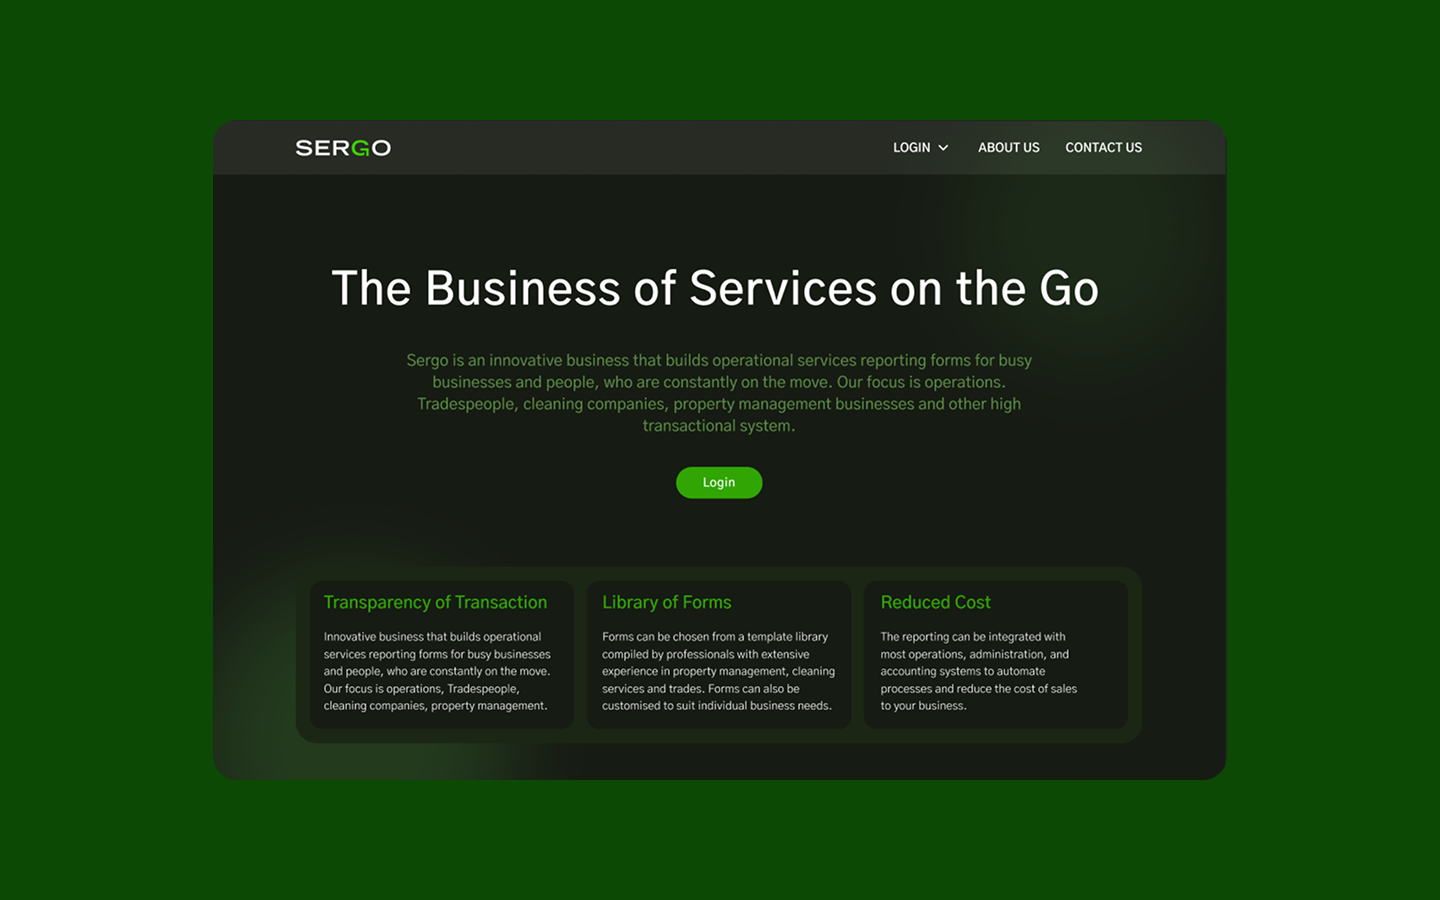 SERGO
LOGIN
ABOUT US
CONTACT US
The Business of Services on the Go
Sergo is an innovative business that builds operational services reporting forms for busy
businesses and people, who are constantly on the move. Our focus is operations.
Tradespeople, cleaning companies, property management businesses and other high
transactional system.
Login
Transparency of Transaction
Innovative business that builds operational
services reporting forms for busy businesses
and people, who are constantly on the move.
Our focus is operations, Tradespeople,
cleaning companies, property management.
Library of Forms
Forms can be chosen from a template library
compiled by professionals with extensive
experience in property management, cleaning
services and trades. Forms can also be
customised to suit individual business needs.
Reduced Cost
The reporting can be integrated with
most operations, administration, and
accounting systems to automate
processes and reduce the cost of sales
to your business.